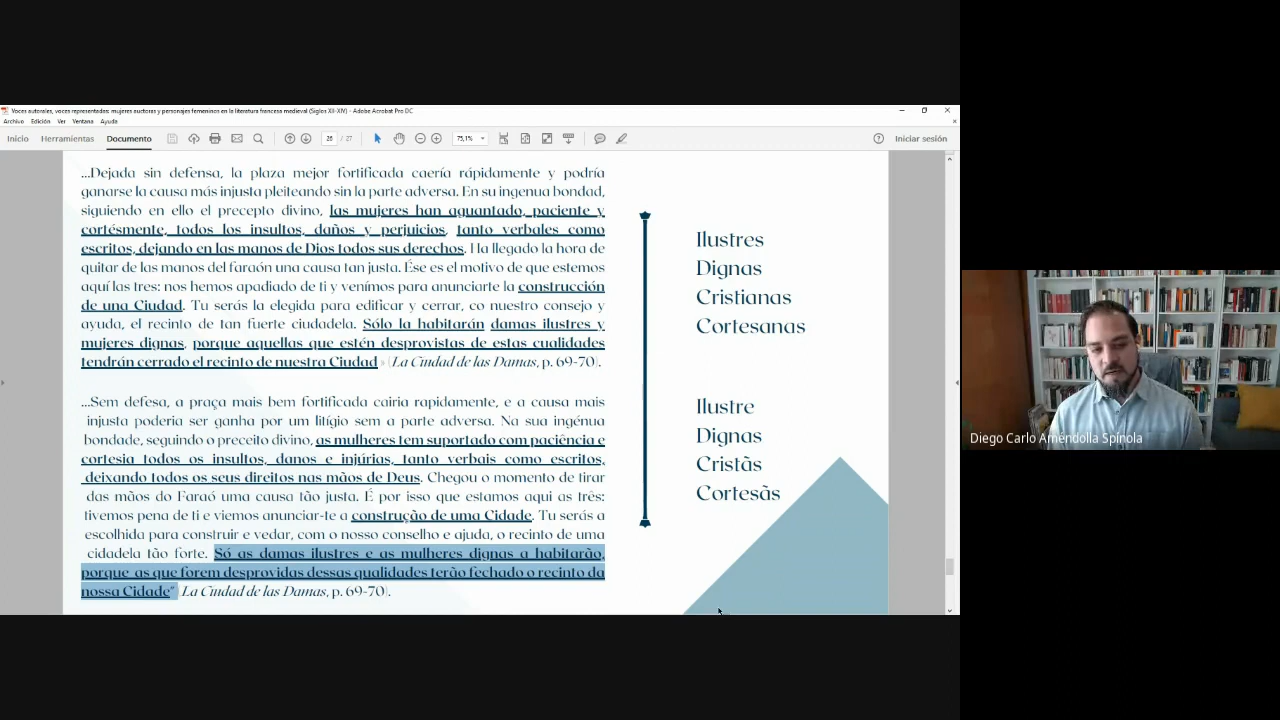 Voces autorales, voces representadas: mujeres auctoras y personajes femeninos en la literatura francesa medieval (Siglos XII-XIV) - Adobe Acrobat Pro DC
Archivo Edición Ver Ventana Ayuda
Inicio Herramientas Documento 26 / 27 75,1% Iniciar sesión
...Dejada sin defensa, la plaza mejor fortificada caería rápidamente y podría
ganarse la causa más injusta pleiteando sin la parte adversa. En su ingenua bondad,
siguiendo en ello el precepto divino, las mujeres han aguantado, paciente y
cortésmente, todos los insultos, daños y perjuicios, tanto verbales como
escritos, dejando en las manos de Dios todos sus derechos. Ha llegado la hora de
quitar de las manos del faraón una causa tan justa. Ése es el motivo de que estemos
aquí las tres: nos hemos apadiado de ti y venímos para anunciarte la construcción
de una Ciudad. Tu serás la elegida para edificar y cerrar, co nuestro consejo y
ayuda, el recinto de tan fuerte ciudadela. Sólo la habitarán damas ilustres y
mujeres dignas, porque aquellas que estén desprovistas de estas cualidades
tendrán cerrado el recinto de nuestra Ciudad» (La Ciudad de las Damas, p. 69-70).
...Sem defesa, a praça mais bem fortificada cairia rapidamente, e a causa mais
injusta poderia ser ganha por um litígio sem a parte adversa. Na sua ingénua
bondade, seguindo o preceito divino, as mulheres tem suportado com paciência e
cortesia todos os insultos, danos e injúrias, tanto verbais como escritos,
deixando todos os seus direitos nas mãos de Deus. Chegou o momento de tirar
das mãos do Faraó uma causa tão justa. É por isso que estamos aqui as três:
tivemos pena de ti e viemos anunciar-te a construção de uma Cidade. Tu serás a
escolhida para construir e vedar, com o nosso conselho e ajuda, o recinto de uma
cidadela tão forte. Só as damas ilustres e as mulheres dignas a habitarão,
porque as que forem desprovidas dessas qualidades terão fechado o recinto da
nossa Cidade" (La Ciudad de las Damas, p. 69-70).
Ilustres
Dignas
Cristianas
Cortesanas
Ilustre
Dignas
Cristàs
Cortesàs
Diego Carlo Améndolla Spínola